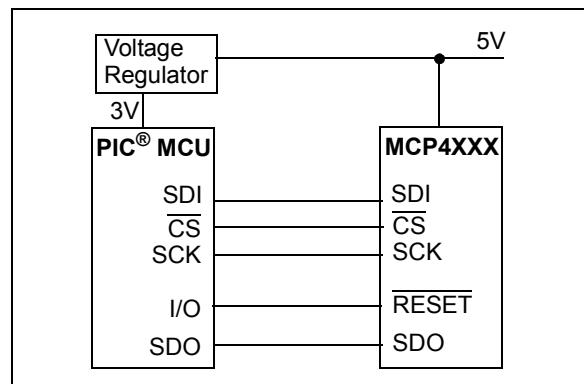 Voltage
Regulator
5V
3V
PIC® MCU
MCP4XXX
SDI
SDI
CS
CS
SCK
SCK
I/O
RESET
SDO
SDO